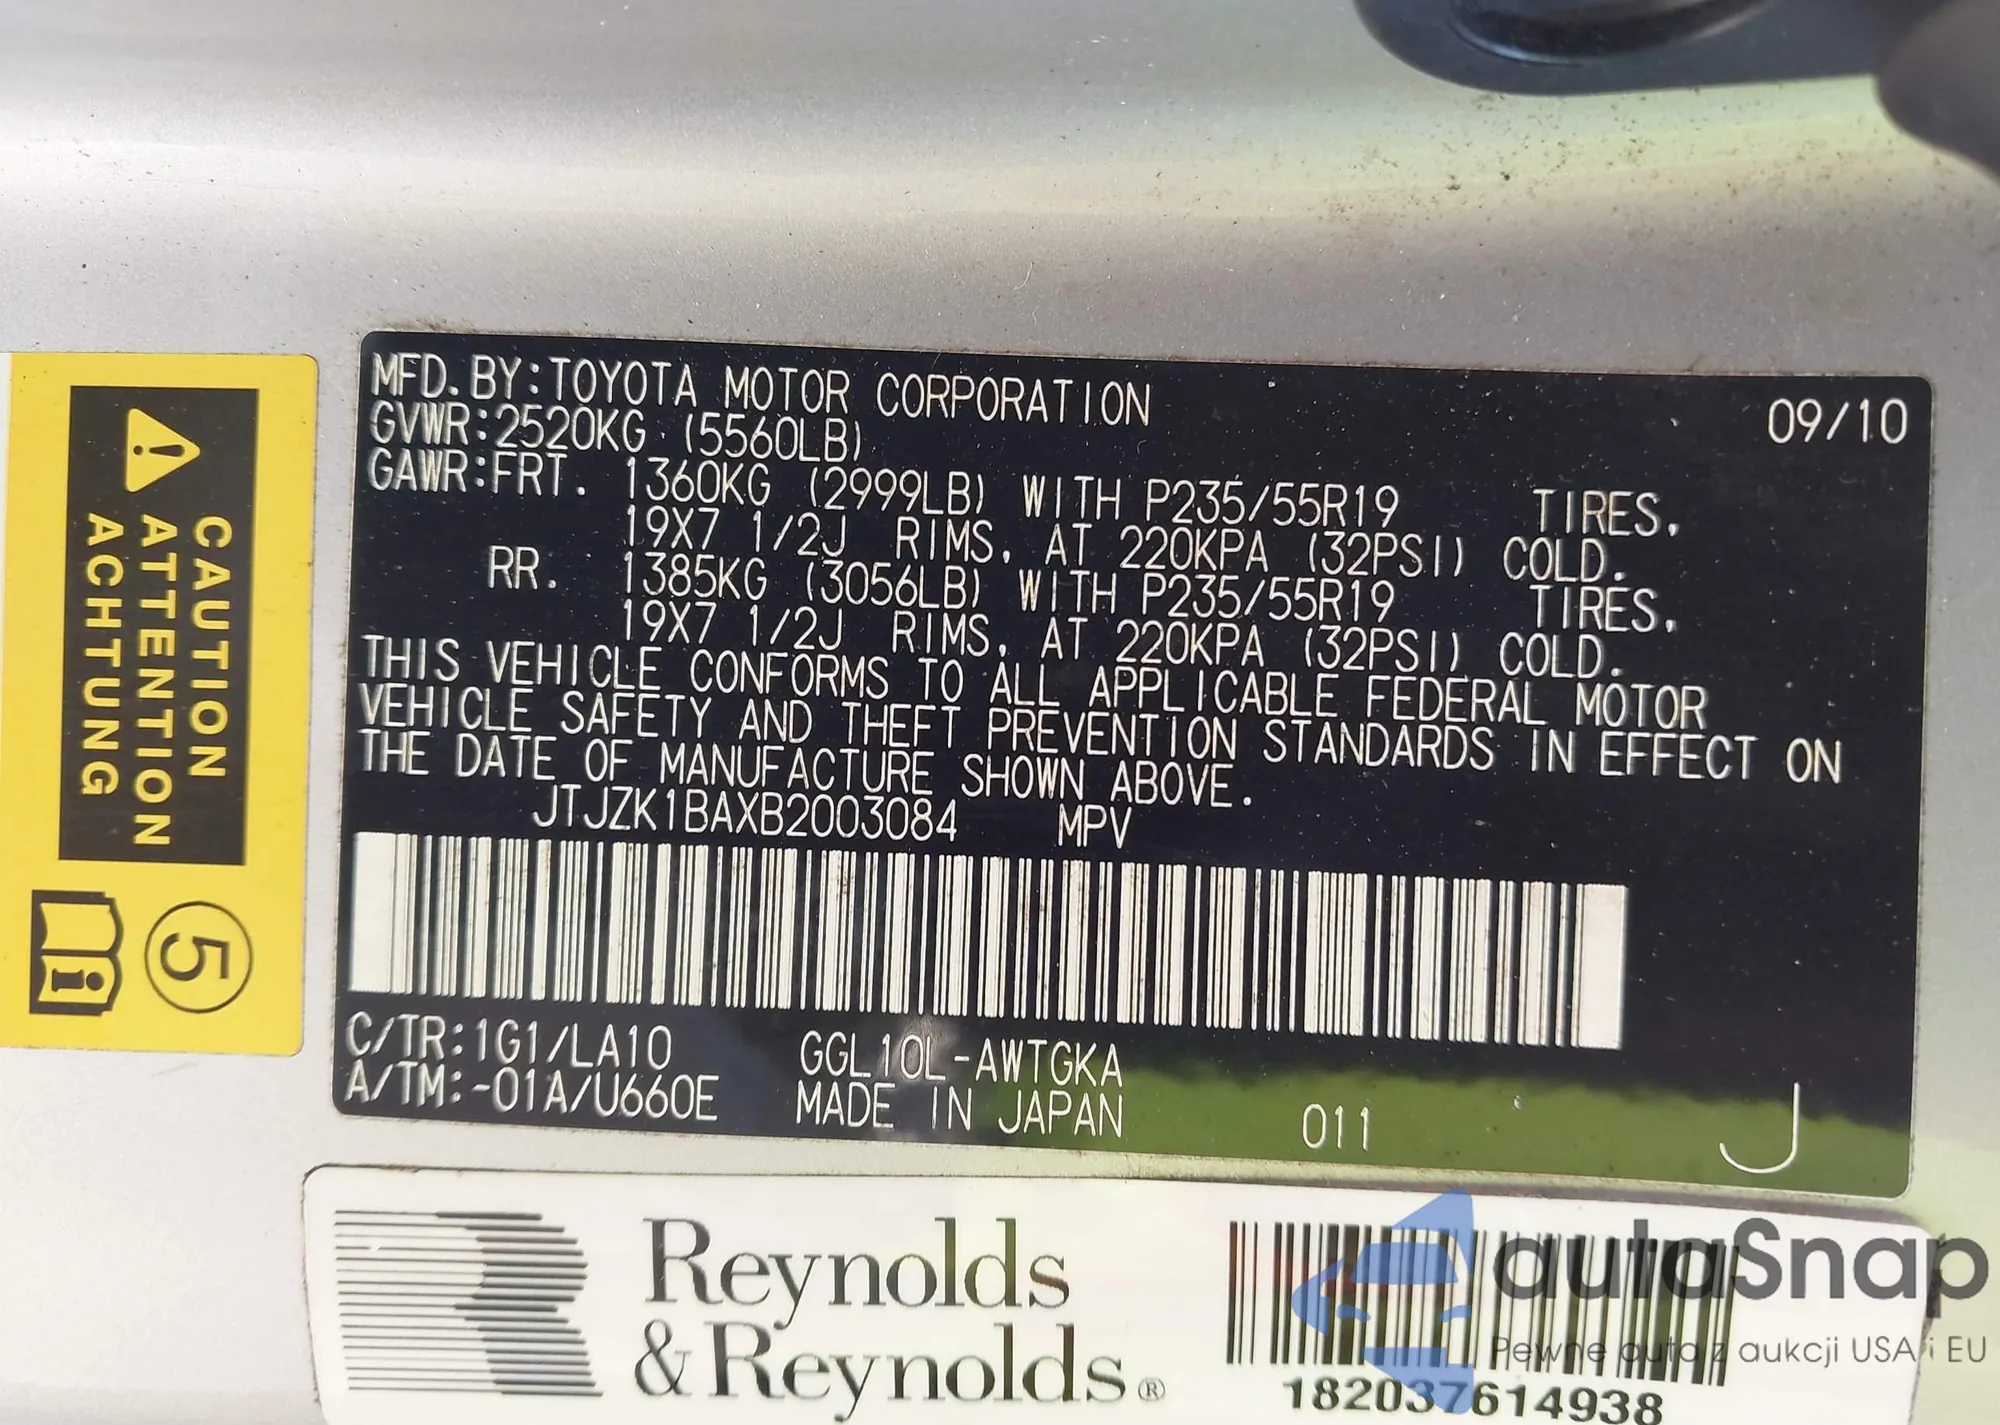 MFD.BY:TOYOTA MOTOR CORPORATION 09/10
GVWR:2520KG (5560LB)
GAWR:FRT. 1360KG (2999LB) WITH P235/55R19 TIRES,
19X7 1/2J RIMS, AT 220KPA (32PSI) COLD.
RR. 1385KG (3056LB) WITH P235/55R19 TIRES,
19X7 1/2J RIMS, AT 220KPA (32PSI) COLD.
THIS VEHICLE CONFORMS TO ALL APPLICABLE FEDERAL MOTOR
VEHICLE SAFETY AND THEFT PREVENTION STANDARDS IN EFFECT ON
THE DATE OF MANUFACTURE SHOWN ABOVE.
JTJZK1BAXB2003084 MPV
C/TR:1G1/LA10 GGL10L-AWTGKA
A/TM:-01A/U660E MADE IN JAPAN 011 J
CAUTION
ATTENTION
ACHTUNG
5
Reynolds
& Reynolds®
182037614938
autoSnap
Pewne auta z aukcji USA i EU